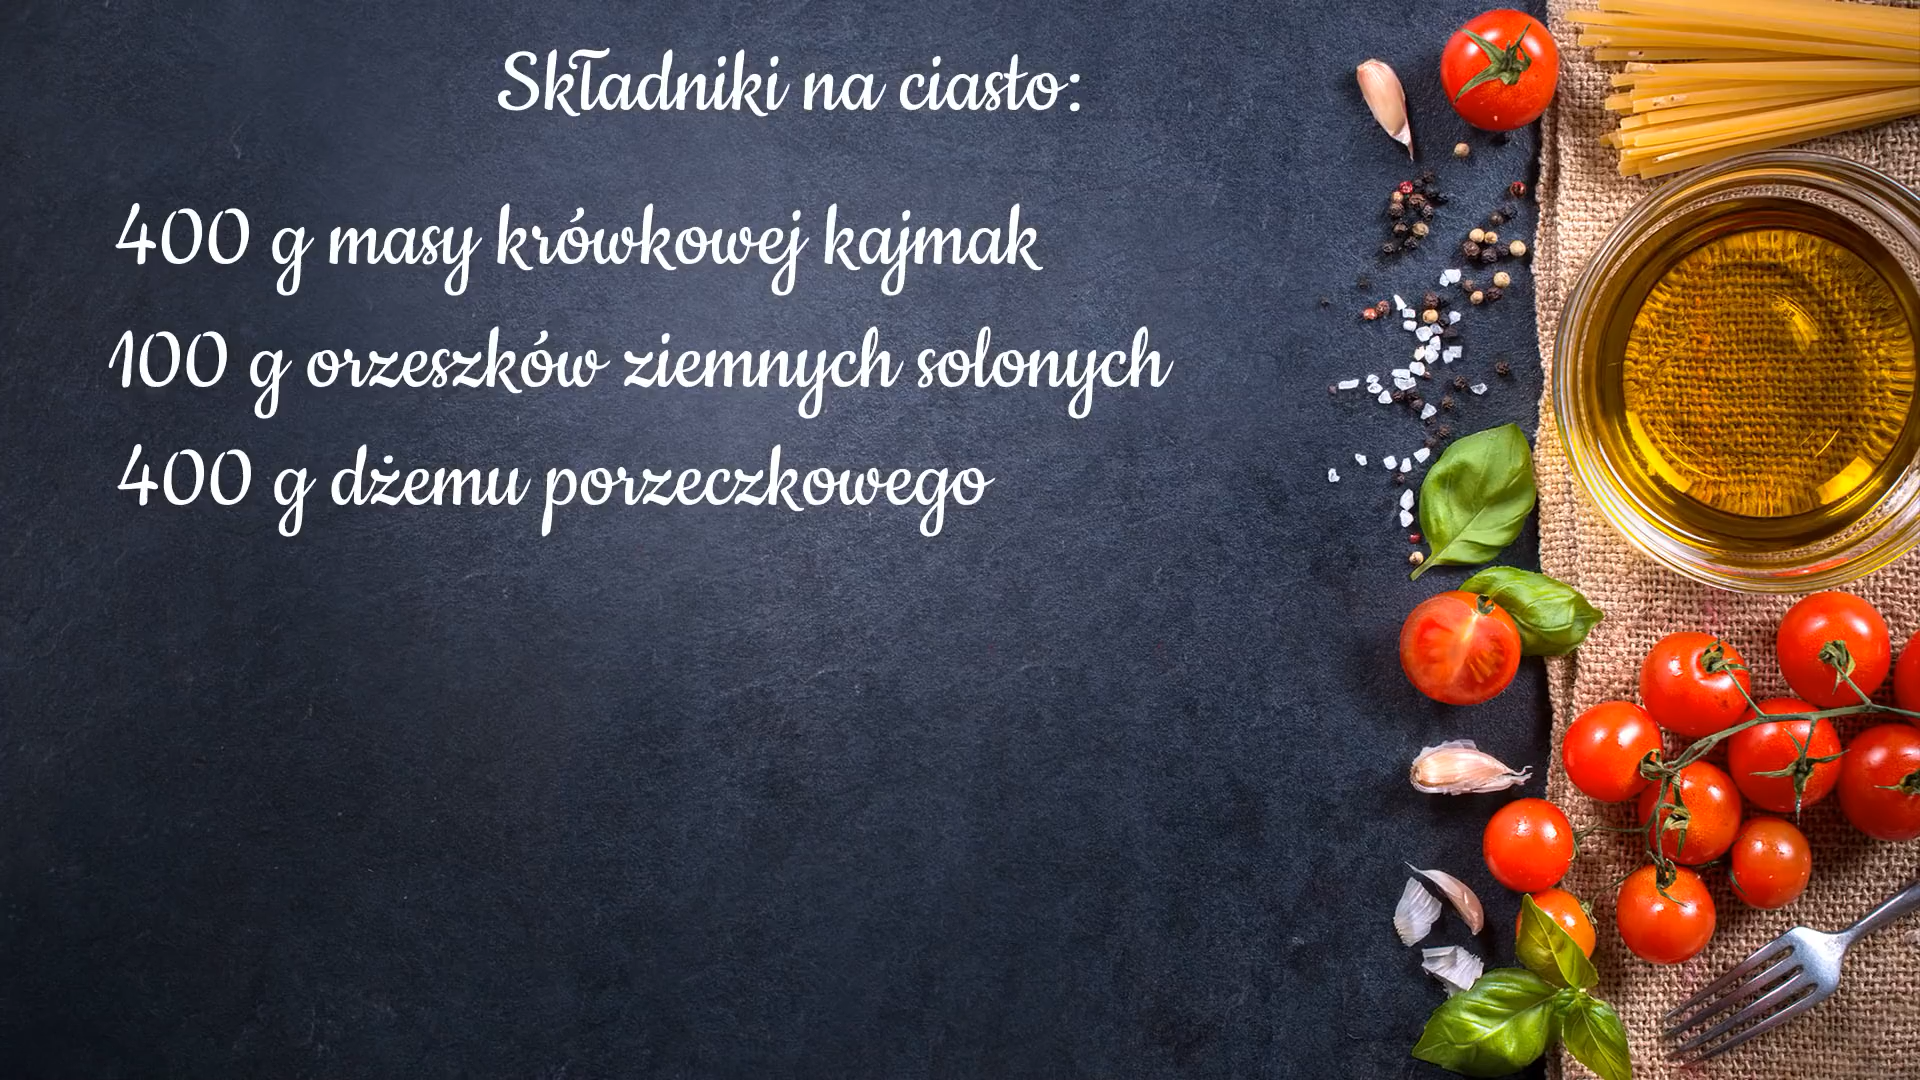 Składniki na ciasto:
400 g masy krówkowej kajmak
100 g orzeszków ziemnych solonych
400 g dżemu porzeczkowego